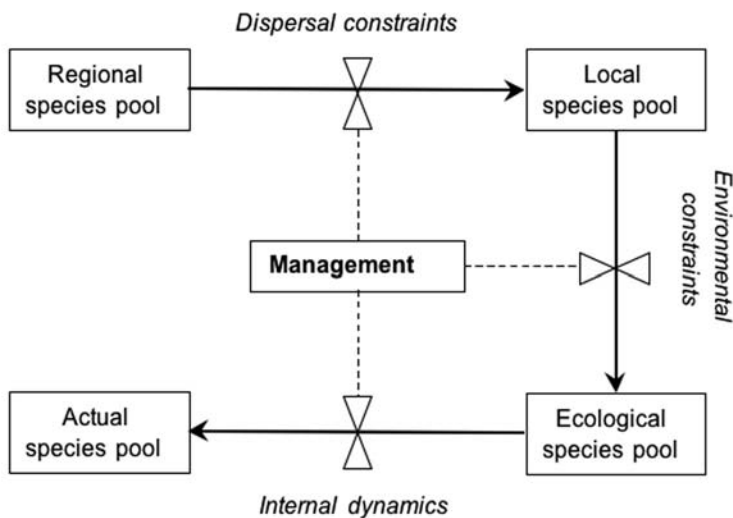 Dispersal constraints
Regional
species pool
Local
species pool
Environmental
constraints
Management
Actual
species pool
Ecological
species pool
Internal dynamics